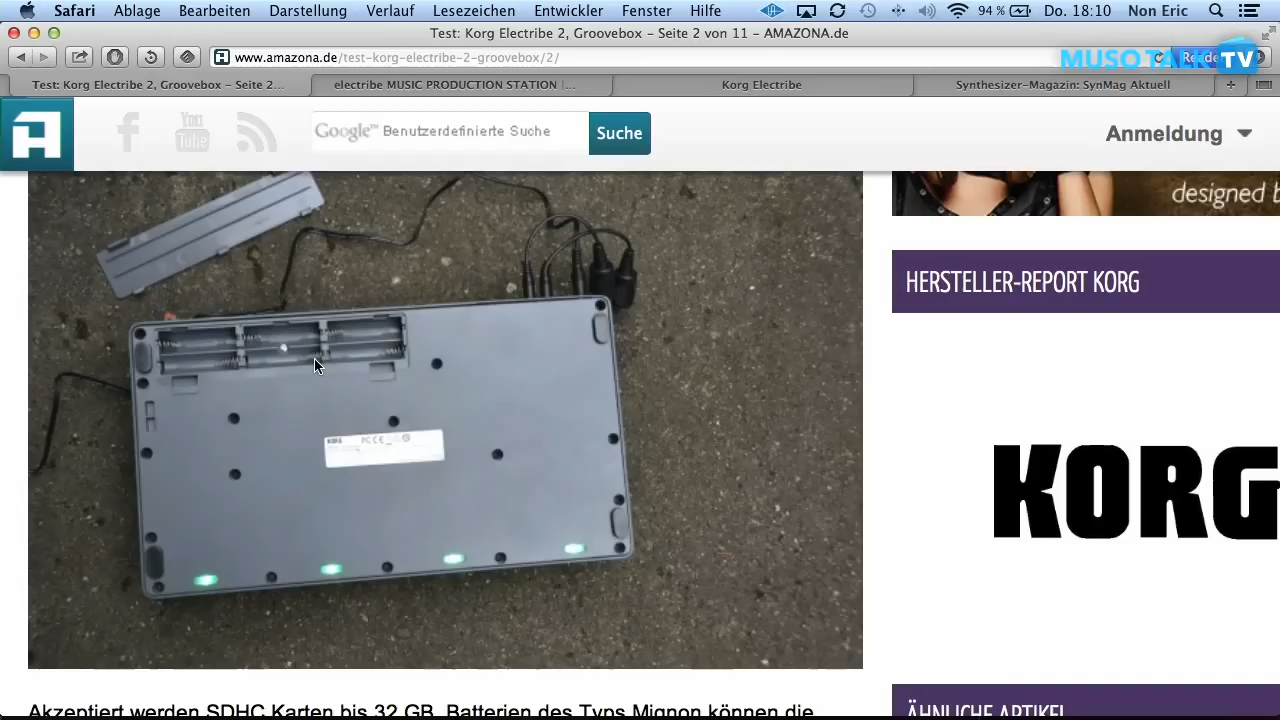 Safari Ablage Bearbeiten Darstellung Verlauf Lesezeichen Entwickler Fenster Hilfe 94 % Do. 18:10 Non Eric
Test: Korg Electribe 2, Groovebox – Seite 2 von 11 – AMAZONA.de
www.amazona.de/test-korg-electribe-2-groovebox/2/
MUSOTALK TV
Test: Korg Electribe 2, Groovebox – Seite 2...
electribe MUSIC PRODUCTION STATION |...
Korg Electribe
Synthesizer-Magazin: SynMag Aktuell
You
Tube
Google™ Benutzerdefinierte Suche
Suche
Anmeldung
designed b
HERSTELLER-REPORT KORG
KORG
KORG
Akzeptiert werden SDHC Karten bis 32 GB. Batterien des Typs Mignon können die
ÄHNLICHE ARTIKEL